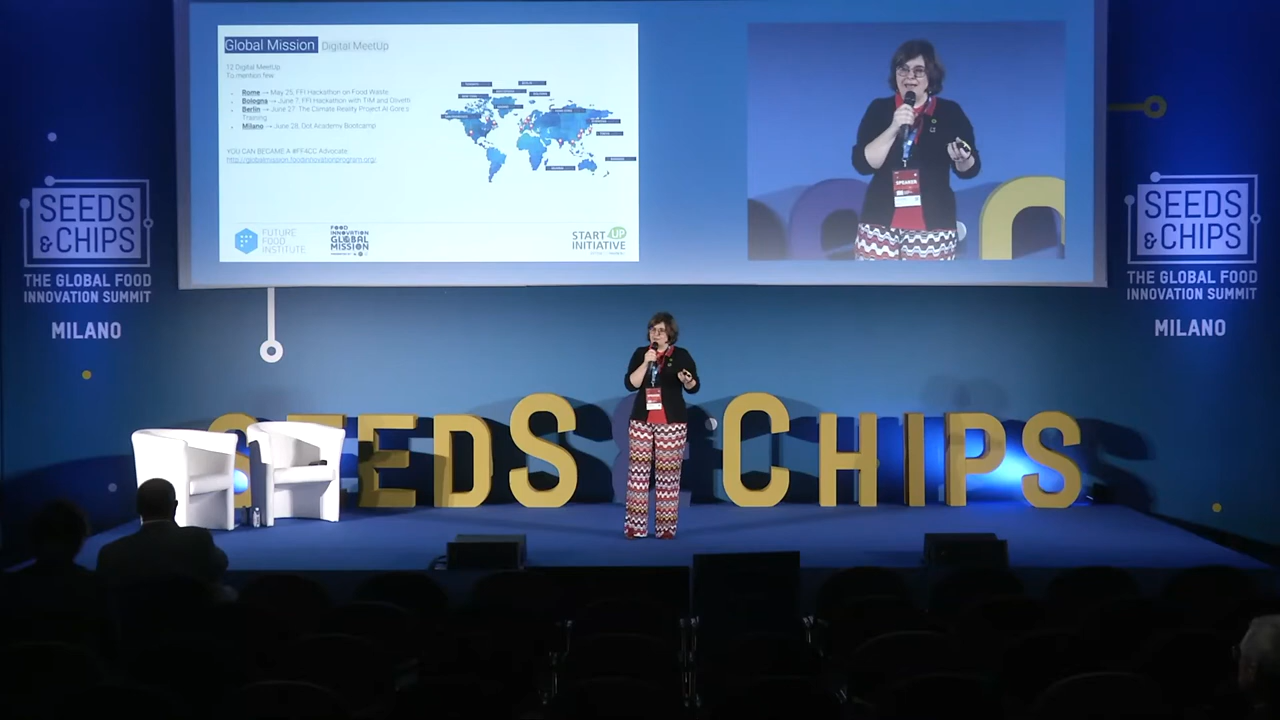 Global Mission Digital MeetUp
12 Digital MeetUp
To mention few
Rome → May 25, FFI Hackathon on Food Waste
Bologna → June 7, FFI Hackathon with TIM and Olivetti
Berlin → June 27, The Climate Reality Project Al Gore's
Training
Milano → June 28, Dot Academy Bootcamp
YOU CAN BECAME A #FF4CC Advocate
http://globalmission.foodinnovationprogram.org/
FUTURE
FOOD
INSTITUTE
FOOD
INNOVATION
GLOBAL
MISSION
START UP
INITIATIVE
SPEAKER
SEEDS
& CHIPS
THE GLOBAL FOOD
INNOVATION SUMMIT
MILANO
SEEDS
& CHIPS
THE GLOBAL FOOD
INNOVATION SUMMIT
MILANO
SEEDS CHIPS